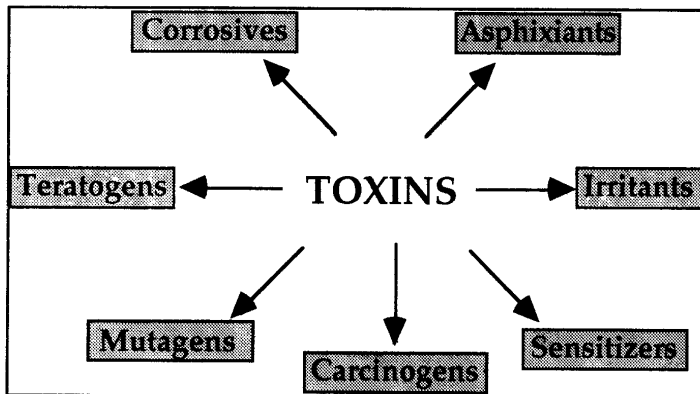 Corrosives
Asphixiants
Teratogens
TOXINS
Irritants
Mutagens
Carcinogens
Sensitizers